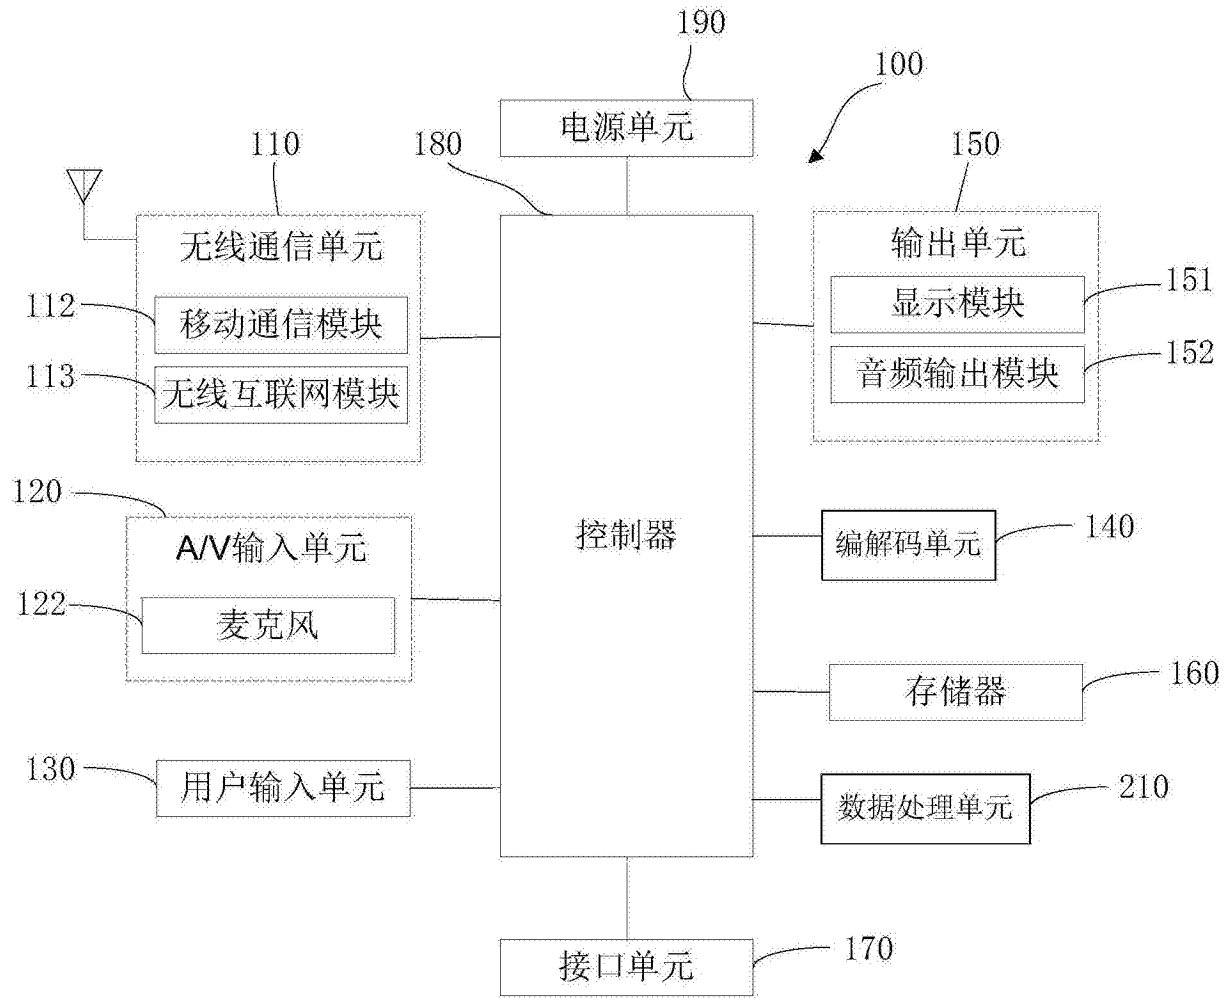 190
100
电源单元
110
180
150
无线通信单元
输出单元
112
移动通信模块
显示模块
151
113
无线互联网模块
音频输出模块
152
120
A/V输入单元
控制器
编解码单元
140
122
麦克风
存储器
160
130
用户输入单元
数据处理单元
210
接口单元
170